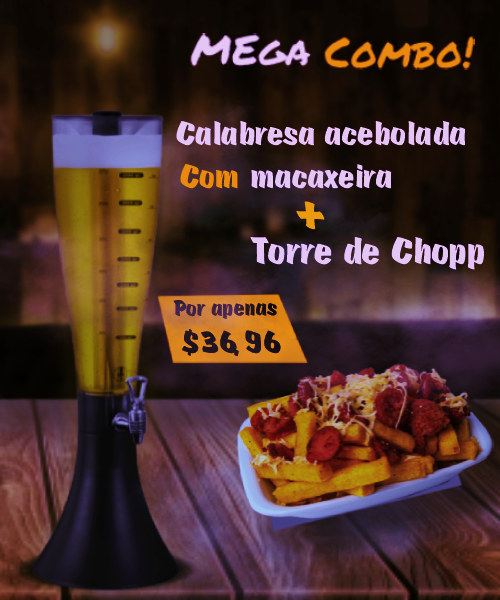 MEGA COMBO!
Calabresa acebolada
Com macaxeira
+
Torre de Chopp
Por apenas
$36,96